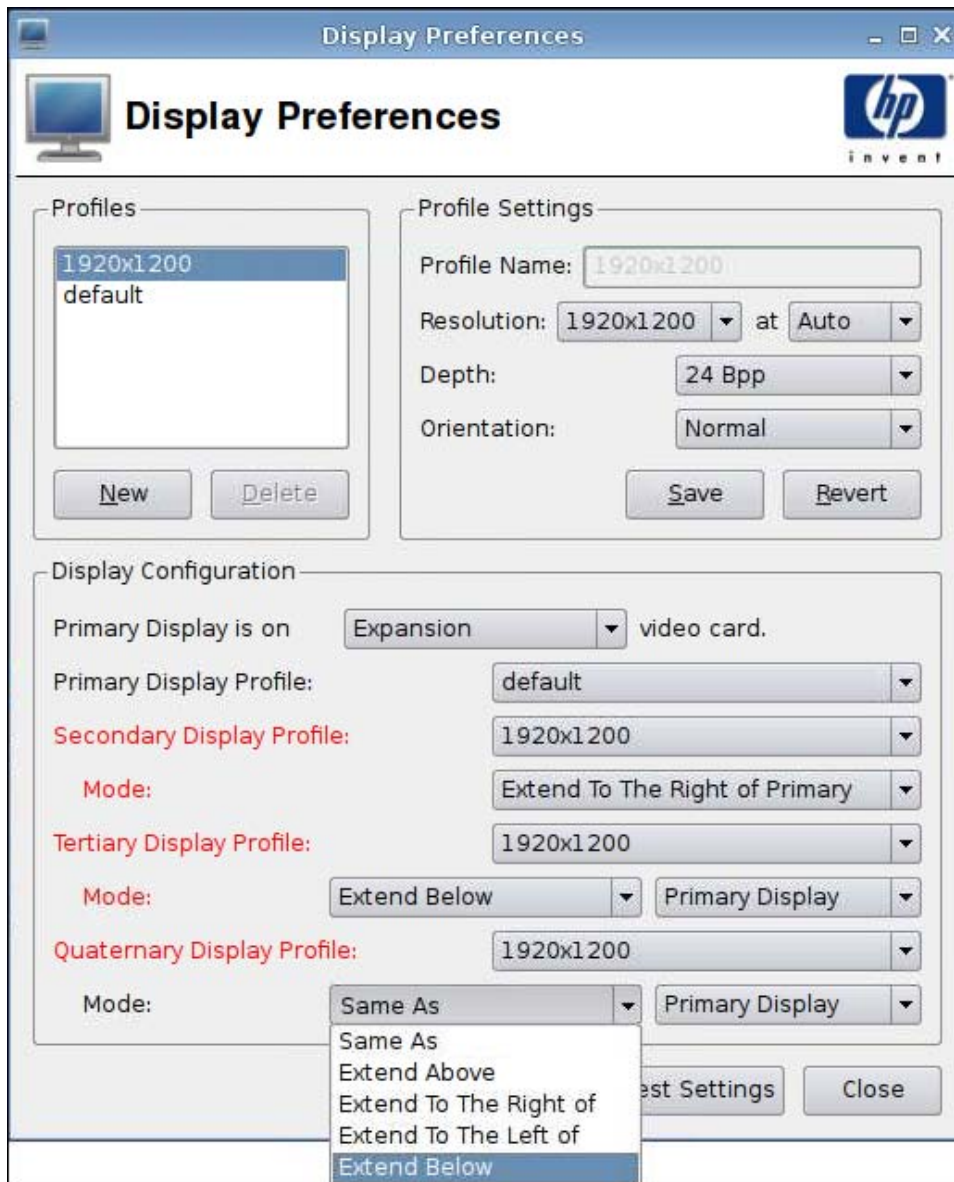 Display Preferences
Display Preferences
hp
invent
Profiles
1920x1200
default
New
Delete
Profile Settings
Profile Name: 1920x1200
Resolution: 1920x1200 at Auto
Depth: 24 Bpp
Orientation: Normal
Save Revert
Display Configuration
Primary Display is on Expansion video card.
Primary Display Profile: default
Secondary Display Profile: 1920x1200
Mode: Extend To The Right of Primary
Tertiary Display Profile: 1920x1200
Mode: Extend Below Primary Display
Quaternary Display Profile: 1920x1200
Mode: Same As Primary Display
Same As
Extend Above
Extend To The Right of
Extend To The Left of
Extend Below
est Settings Close